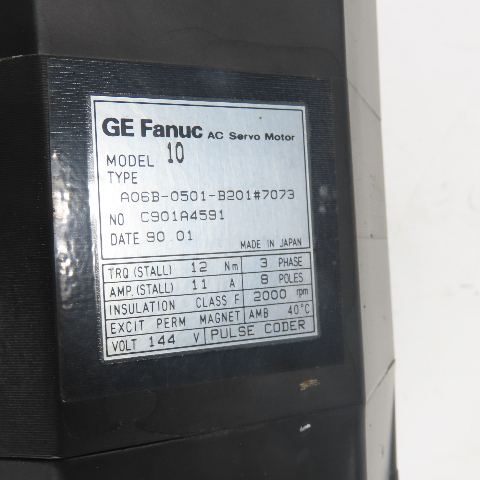 GE Fanuc AC Servo Motor
MODEL 10
TYPE
A06B-0501-B201#7073
NO C901A4591
DATE 90.01
MADE IN JAPAN
TRQ.(STALL) 12 Nm 3 PHASE
AMP.(STALL) 11 A 8 POLES
INSULATION CLASS F 2000 rpm
EXCIT PERM MAGNET AMB 40°C
VOLT 144 V PULSE CODER